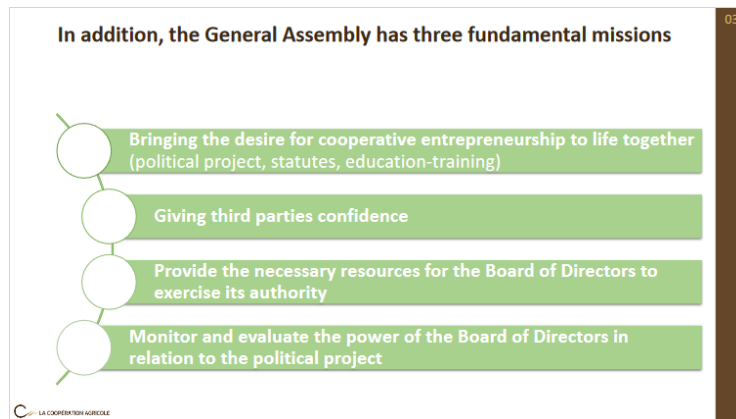 03
In addition, the General Assembly has three fundamental missions
Bringing the desire for cooperative entrepreneurship to life together
(political project, statutes, education-training)
Giving third parties confidence
Provide the necessary resources for the Board of Directors to
exercise its authority
Monitor and evaluate the power of the Board of Directors in
relation to the political project
LA COOPÉRATION AGRICOLE